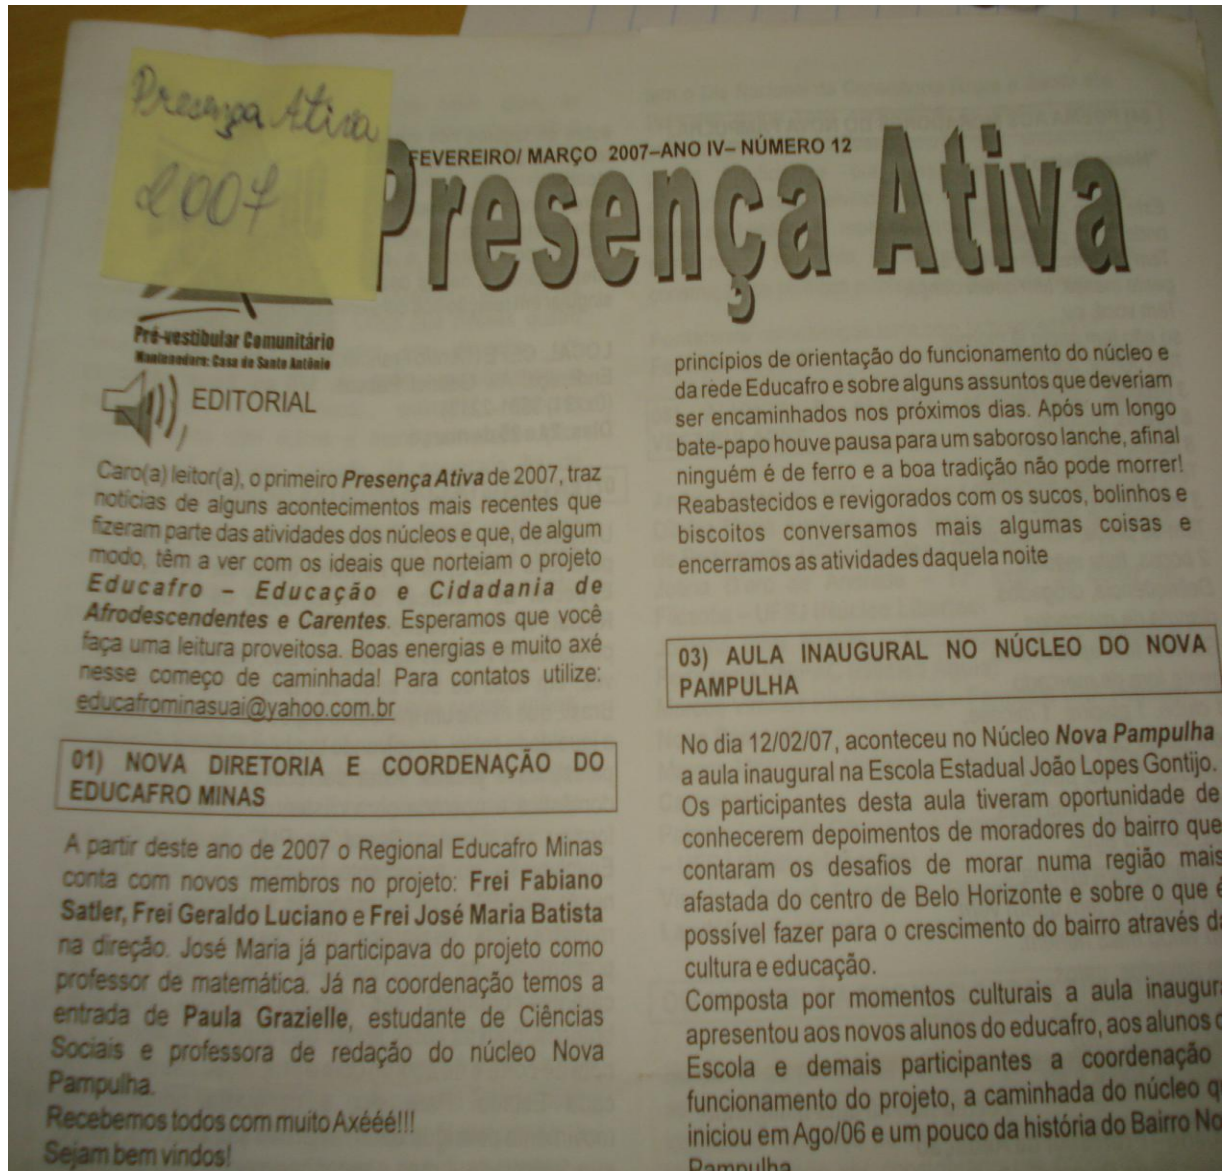 Presença Ativa
2007
FEVEREIRO/ MARÇO 2007–ANO IV– NÚMERO 12
Presença Ativa
Pré-vestibular Comunitário
Mantenedora: Casa de Santo Antônio
EDITORIAL
Caro(a) leitor(a), o primeiro Presença Ativa de 2007, traz
notícias de alguns acontecimentos mais recentes que
fizeram parte das atividades dos núcleos e que, de algum
modo, têm a ver com os ideais que norteiam o projeto
Educafro – Educação e Cidadania de
Afrodescendentes e Carentes. Esperamos que você
faça uma leitura proveitosa. Boas energias e muito axé
nesse começo de caminhada! Para contatos utilize:
educafrominasuai@yahoo.com.br
01) NOVA DIRETORIA E COORDENAÇÃO DO
EDUCAFRO MINAS
A partir deste ano de 2007 o Regional Educafro Minas
conta com novos membros no projeto: Frei Fabiano
Satler, Frei Geraldo Luciano e Frei José Maria Batista
na direção. José Maria já participava do projeto como
professor de matemática. Já na coordenação temos a
entrada de Paula Grazielle, estudante de Ciências
Sociais e professora de redação do núcleo Nova
Pampulha.
Recebemos todos com muito Axééé!!!
Sejam bem vindos!
princípios de orientação do funcionamento do núcleo e
da rede Educafro e sobre alguns assuntos que deveriam
ser encaminhados nos próximos dias. Após um longo
bate-papo houve pausa para um saboroso lanche, afinal
ninguém é de ferro e a boa tradição não pode morrer!
Reabastecidos e revigorados com os sucos, bolinhos e
biscoitos conversamos mais algumas coisas e
encerramos as atividades daquela noite
03) AULA INAUGURAL NO NÚCLEO DO NOVA
PAMPULHA
No dia 12/02/07, aconteceu no Núcleo Nova Pampulha
a aula inaugural na Escola Estadual João Lopes Gontijo.
Os participantes desta aula tiveram oportunidade de
conhecerem depoimentos de moradores do bairro que
contaram os desafios de morar numa região mais
afastada do centro de Belo Horizonte e sobre o que é
possível fazer para o crescimento do bairro através da
cultura e educação.
Composta por momentos culturais a aula inaugura
apresentou aos novos alunos do educafro, aos alunos d
Escola e demais participantes a coordenação
funcionamento do projeto, a caminhada do núcleo q
iniciou em Ago/06 e um pouco da história do Bairro No
Pampulha